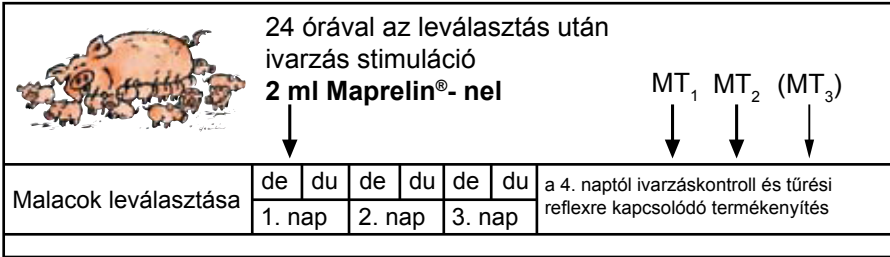 24 órával az leválasztás után
ivarzás stimuláció
2 ml Maprelin®- nel
MT1 MT2 (MT3)
Malacok leválasztása
de du de du de du
1. nap 2. nap 3. nap
a 4. naptól ivarzáskontroll és tűrési
reflexre kapcsolódó termékenyítés